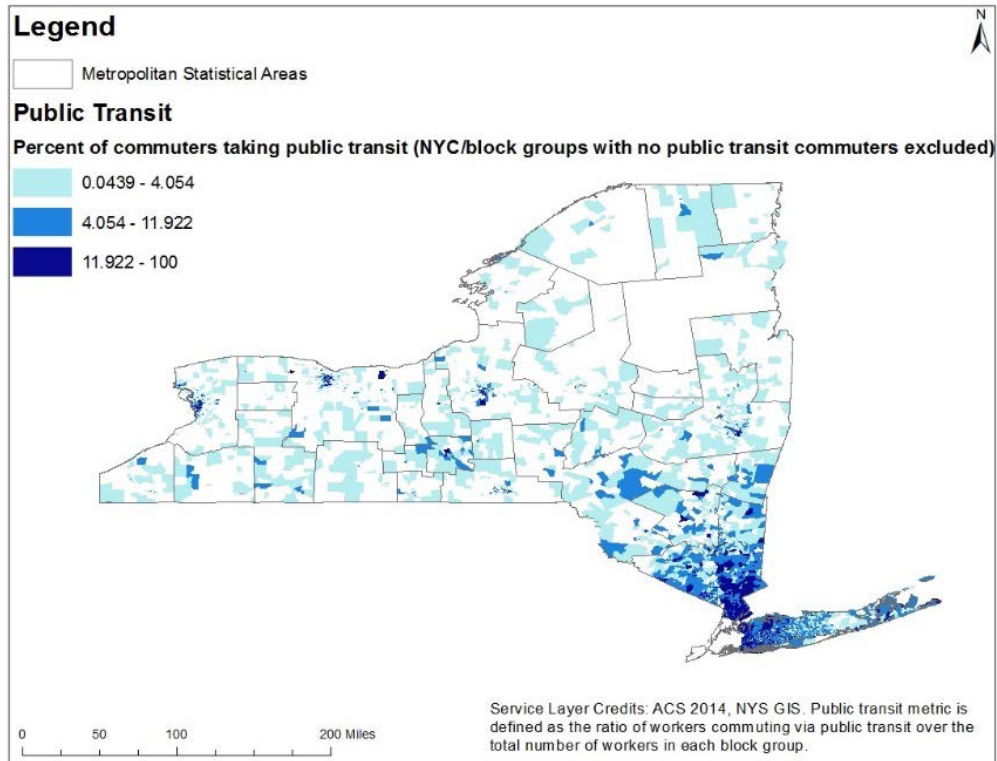 Legend
N
Metropolitan Statistical Areas
Public Transit
Percent of commuters taking public transit (NYC/block groups with no public transit commuters excluded)
0.0439 - 4.054
4.054 - 11.922
11.922 - 100
Service Layer Credits: ACS 2014, NYS GIS. Public transit metric is
defined as the ratio of workers commuting via public transit over the
total number of workers in each block group.
0 50 100 200 Miles